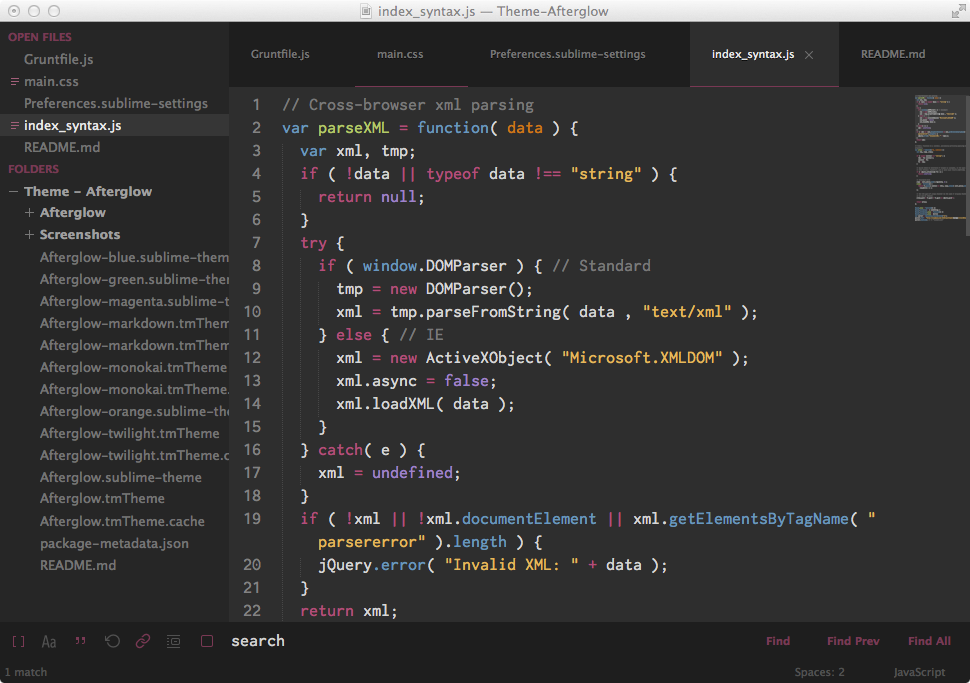 index_syntax.js — Theme-Afterglow
OPEN FILES
Gruntfile.js
main.css
Preferences.sublime-settings
index_syntax.js
README.md
FOLDERS
Theme - Afterglow
Afterglow
Screenshots
Afterglow-blue.sublime-them
Afterglow-green.sublime-the
Afterglow-magenta.sublime-t
Afterglow-markdown.tmThem
Afterglow-markdown.tmThem
Afterglow-monokai.tmTheme
Afterglow-monokai.tmTheme.
Afterglow-orange.sublime-the
Afterglow-twilight.tmTheme
Afterglow-twilight.tmTheme.c
Afterglow.sublime-theme
Afterglow.tmTheme
Afterglow.tmTheme.cache
package-metadata.json
README.md
Gruntfile.js main.css Preferences.sublime-settings index_syntax.js × README.md
1 // Cross-browser xml parsing
2 var parseXML = function( data ) {
3 var xml, tmp;
4 if ( !data || typeof data !== "string" ) {
5 return null;
6 }
7 try {
8 if ( window.DOMParser ) { // Standard
9 tmp = new DOMParser();
10 xml = tmp.parseFromString( data , "text/xml" );
11 } else { // IE
12 xml = new ActiveXObject( "Microsoft.XMLDOM" );
13 xml.async = false;
14 xml.loadXML( data );
15 }
16 } catch( e ) {
17 xml = undefined;
18 }
19 if ( !xml || !xml.documentElement || xml.getElementsByTagName( "
parsererror" ).length ) {
20 jQuery.error( "Invalid XML: " + data );
21 }
22 return xml;
[] Aa " search Find Find Prev Find All
1 match Spaces: 2 JavaScript